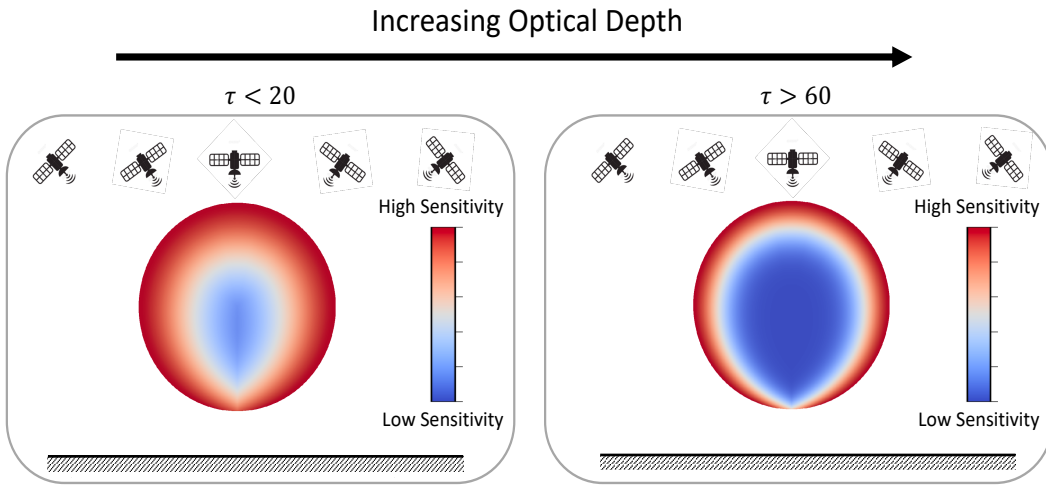 Increasing Optical Depth
τ < 20
τ > 60
High Sensitivity
Low Sensitivity
High Sensitivity
Low Sensitivity